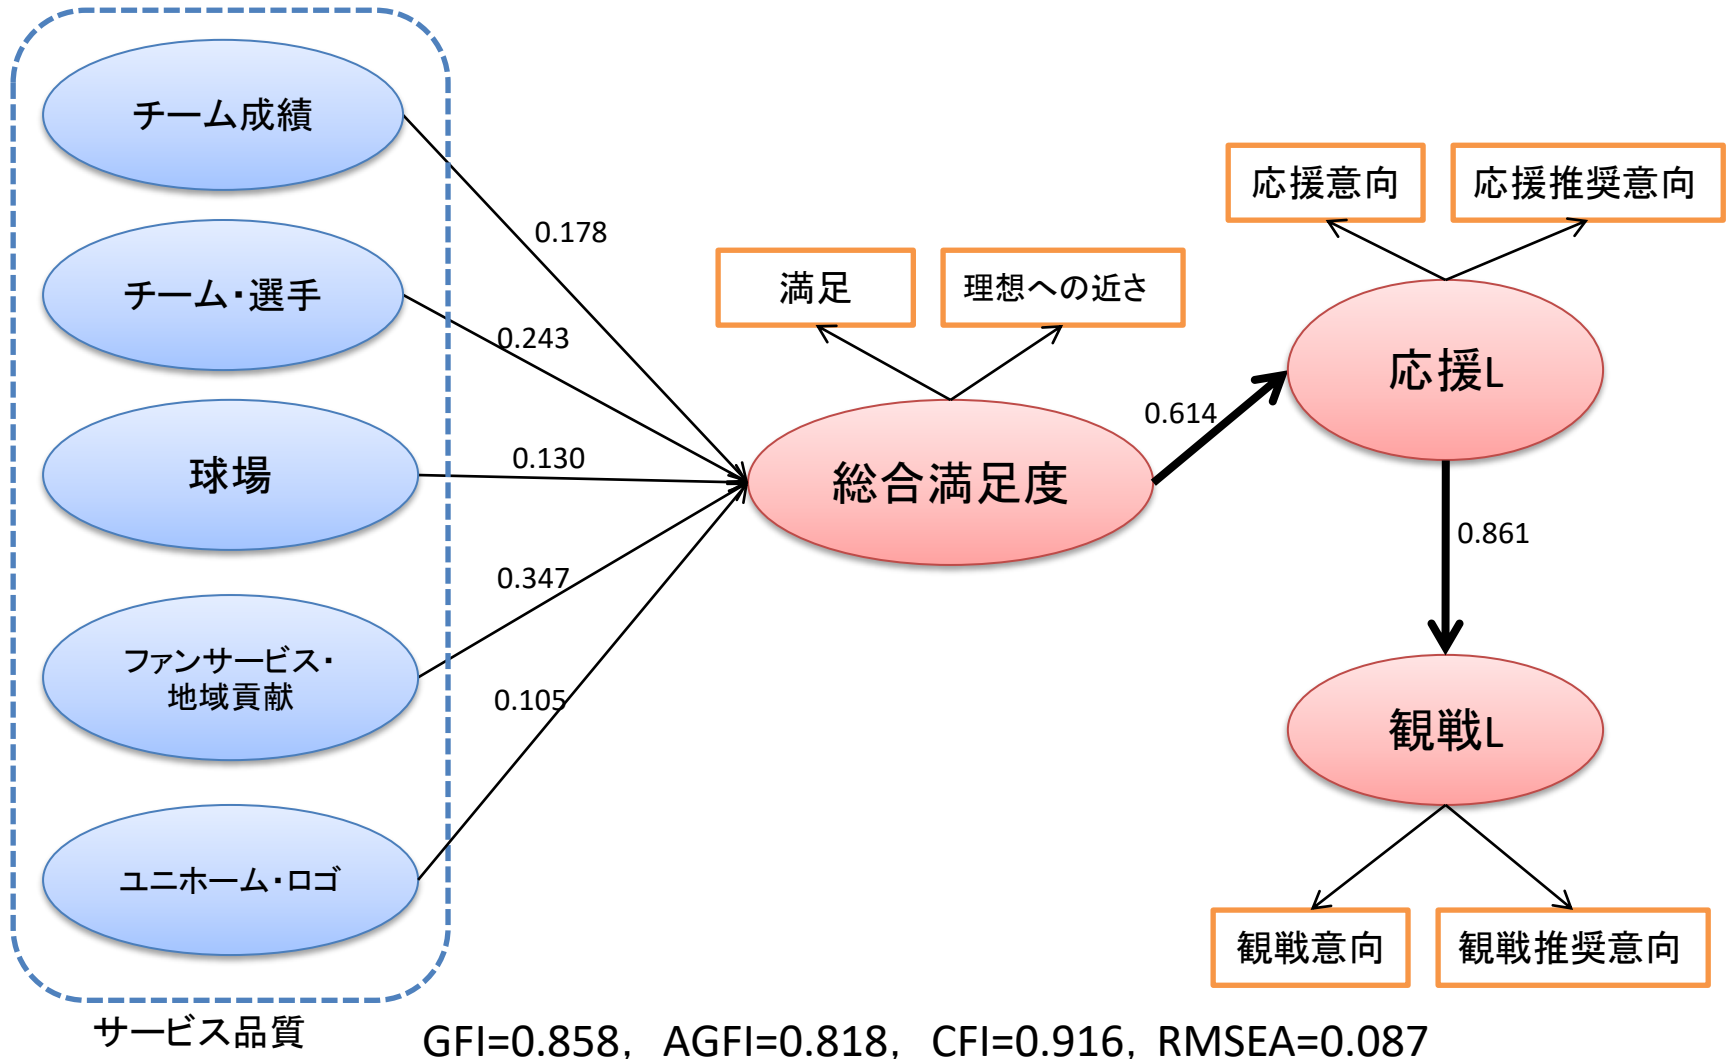 チーム成績
チーム・選手
球場
ファンサービス・
地域貢献
ユニホーム・ロゴ
サービス品質
0.178
0.243
0.130
0.347
0.105
満足
理想への近さ
総合満足度
0.614
応援意向
応援推奨意向
応援L
0.861
観戦L
観戦意向
観戦推奨意向
GFI=0.858, AGFI=0.818, CFI=0.916, RMSEA=0.087